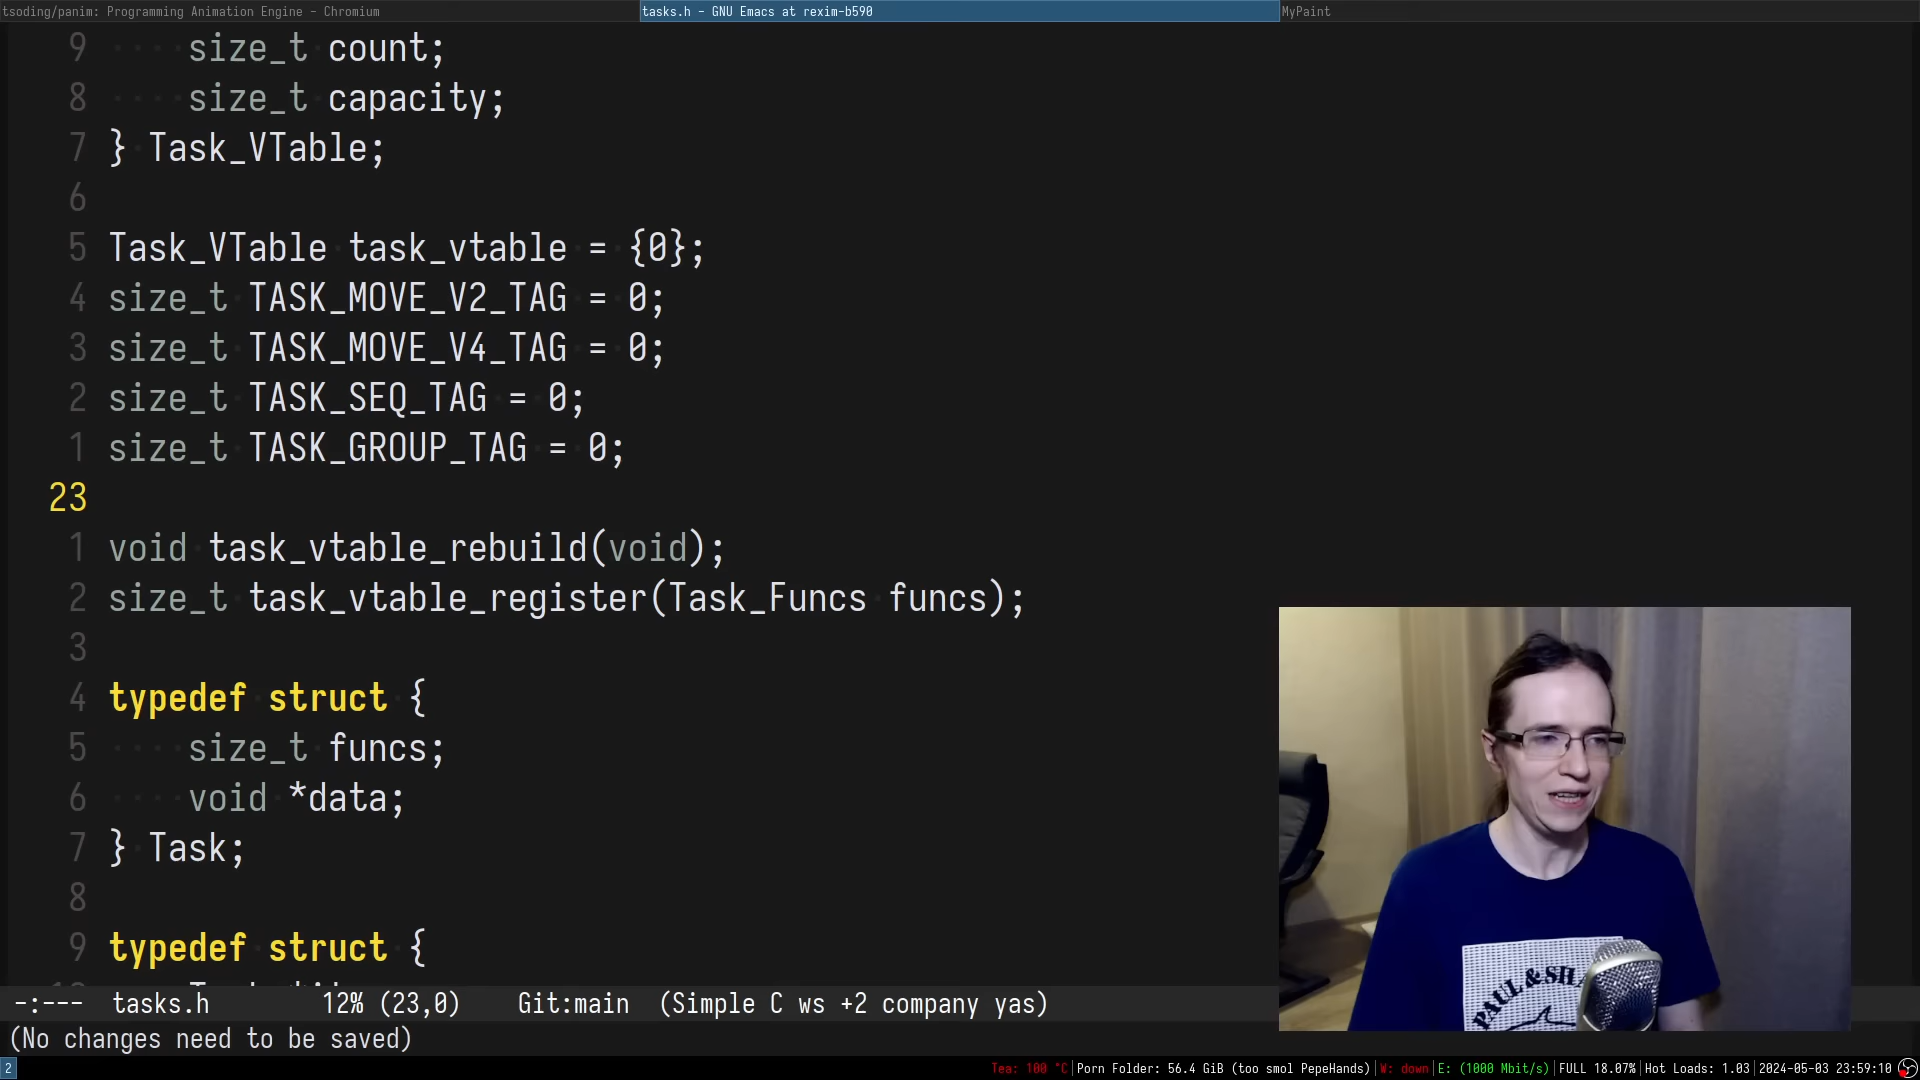 tsoding/panim: Programming Animation Engine - Chromium
tasks.h - GNU Emacs at rexim-b590
MyPaint
9 size_t count;
8 size_t capacity;
7 } Task_VTable;
6
5 Task_VTable task_vtable = {0};
4 size_t TASK_MOVE_V2_TAG = 0;
3 size_t TASK_MOVE_V4_TAG = 0;
2 size_t TASK_SEQ_TAG = 0;
1 size_t TASK_GROUP_TAG = 0;
23
1 void task_vtable_rebuild(void);
2 size_t task_vtable_register(Task_Funcs funcs);
3
4 typedef struct {
5 size_t funcs;
6 void *data;
7 } Task;
8
9 typedef struct {
PAUL & SH
-:--- tasks.h 12% (23,0) Git:main (Simple C ws +2 company yas)
(No changes need to be saved)
2 Tea: 100 °C|Porn Folder: 56.4 GiB (too smol PepeHands)|W: down|E: (1000 Mbit/s)|FULL 18.07%|Hot Loads: 1.03|2024-05-03 23:59:10